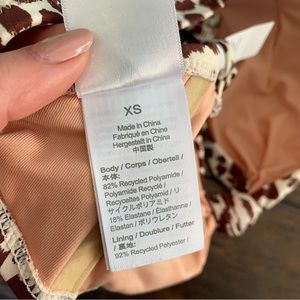 XS
Made in China
Fabriqué en Chine
Hergestellt in China
中国製
Body / Corps / Oberteil /
本体:
82% Recycled Polyamide /
Polyamide Recyclé /
Recyceltes Polyamid / リ
サイクルポリアミド
18% Elastane / Élasthanne /
Elastan / ポリウレタン
Lining / Doublure / Futter
/ 裏地:
92% Recycled Polyester /